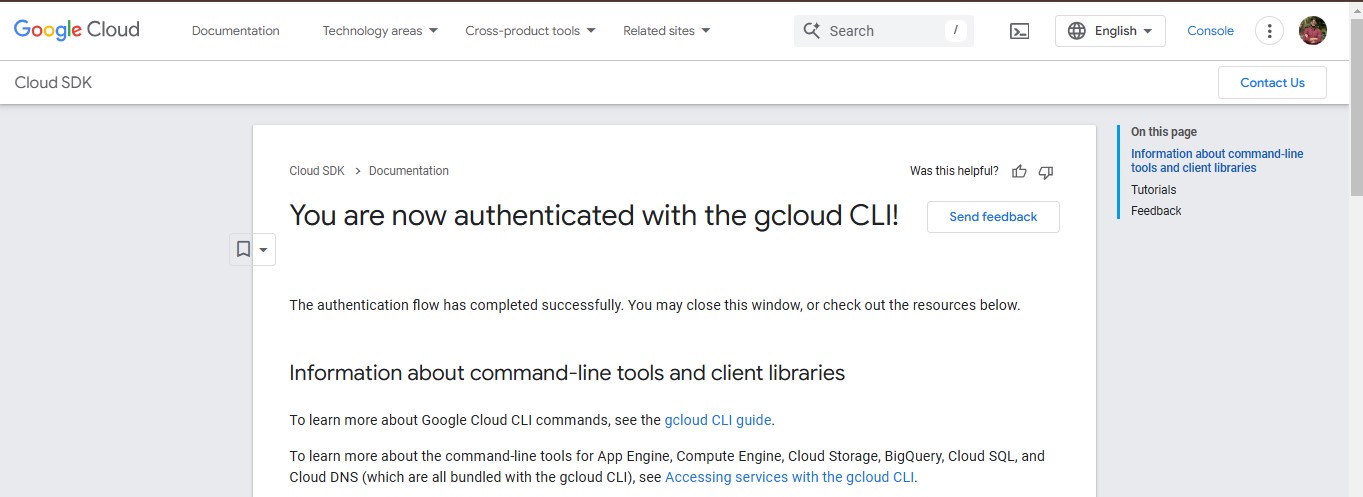 Google Cloud
Documentation
Technology areas
Cross-product tools
Related sites
Search
/
English
Console
Cloud SDK
Contact Us
Cloud SDK > Documentation
Was this helpful?
You are now authenticated with the gcloud CLI!
Send feedback
The authentication flow has completed successfully. You may close this window, or check out the resources below.
Information about command-line tools and client libraries
To learn more about Google Cloud CLI commands, see the gcloud CLI guide.
To learn more about the command-line tools for App Engine, Compute Engine, Cloud Storage, BigQuery, Cloud SQL, and
Cloud DNS (which are all bundled with the gcloud CLI), see Accessing services with the gcloud CLI.
On this page
Information about command-line
tools and client libraries
Tutorials
Feedback